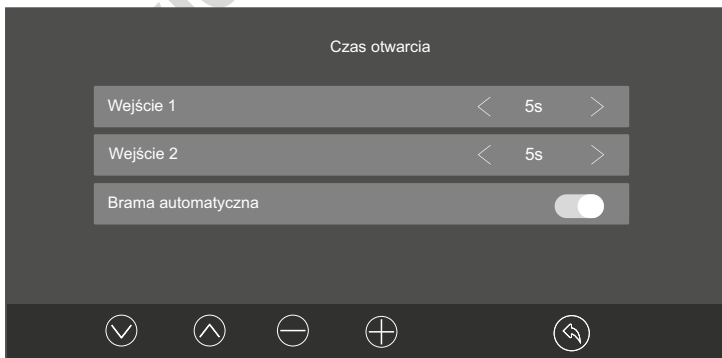 Czas otwarcia
Wejście 1 < 5s >
Wejście 2 < 5s >
Brama automatyczna